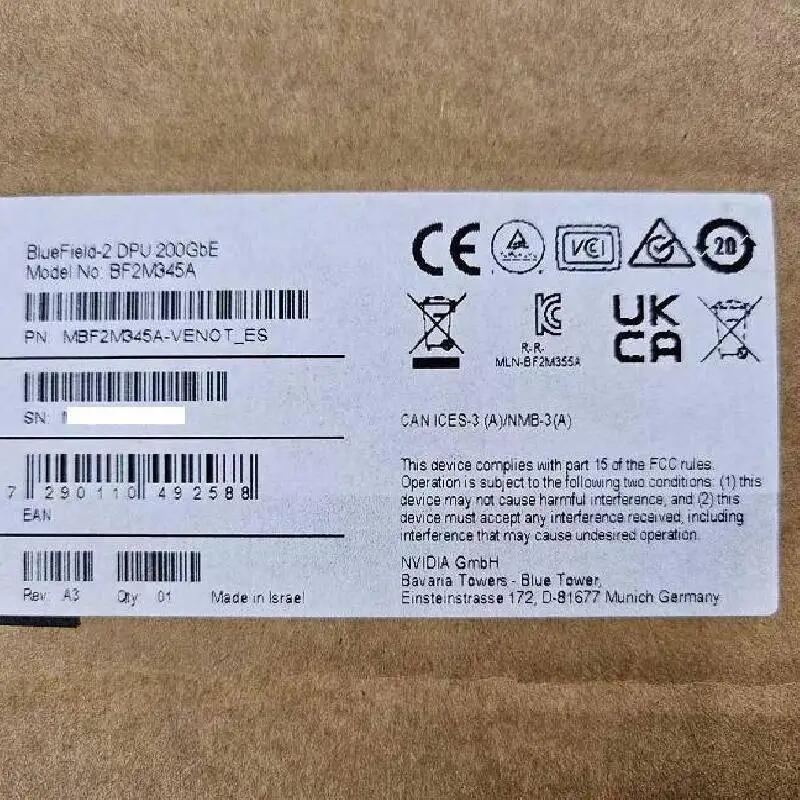 BlueField-2 DPU 200GbE
Model No: BF2M345A
PN: MBF2M345A-VENOT_ES
SN:
7 290110 492588
EAN
Rev: A3 Qty: 01 Made in Israel
CE
VCCI
20
R-R-
MLN-BF2M355A
UK
CA
CAN ICES-3 (A)/NMB-3(A)
This device complies with part 15 of the FCC rules.
Operation is subject to the following two conditions: (1) this
device may not cause harmful interference, and (2) this
device must accept any interference received, including
interference that may cause undesired operation.
NVIDIA GmbH
Bavaria Towers - Blue Tower,
Einsteinstrasse 172, D-81677 Munich Germany